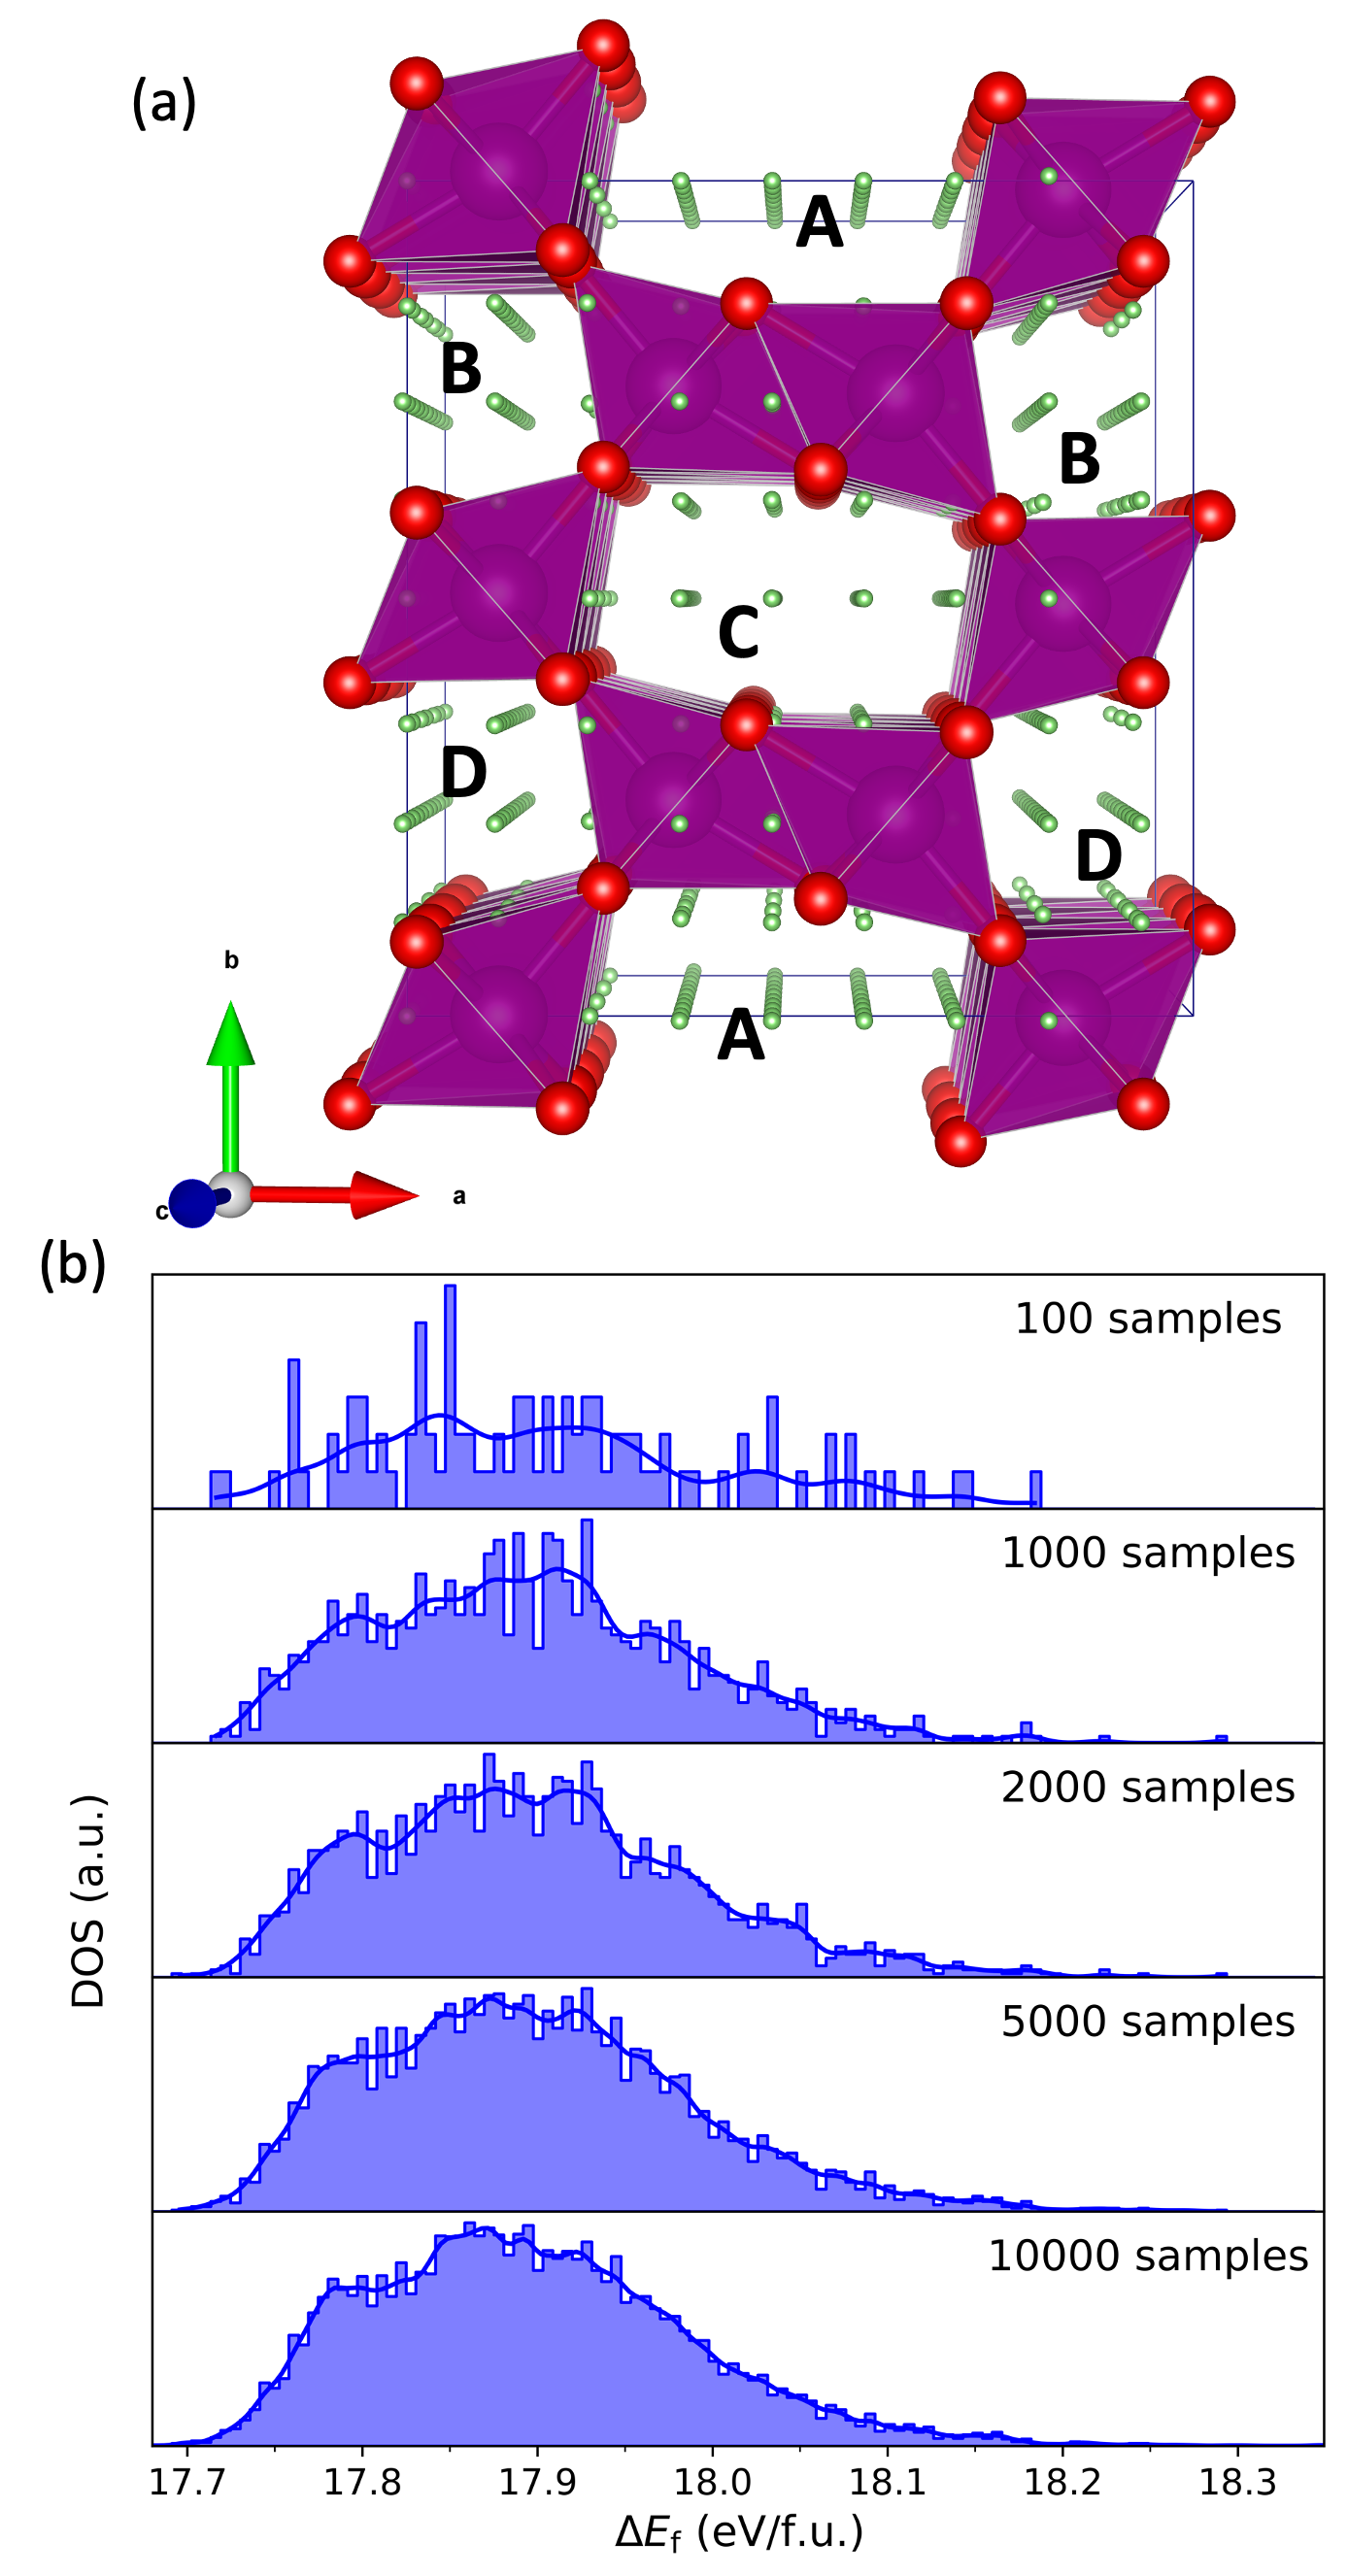 (a)
A
B
B
C
D
D
A
b
a
c
(b)
100 samples
1000 samples
2000 samples
5000 samples
10000 samples
DOS (a.u.)
17.7 17.8 17.9 18.0 18.1 18.2 18.3
ΔE_f (eV/f.u.)